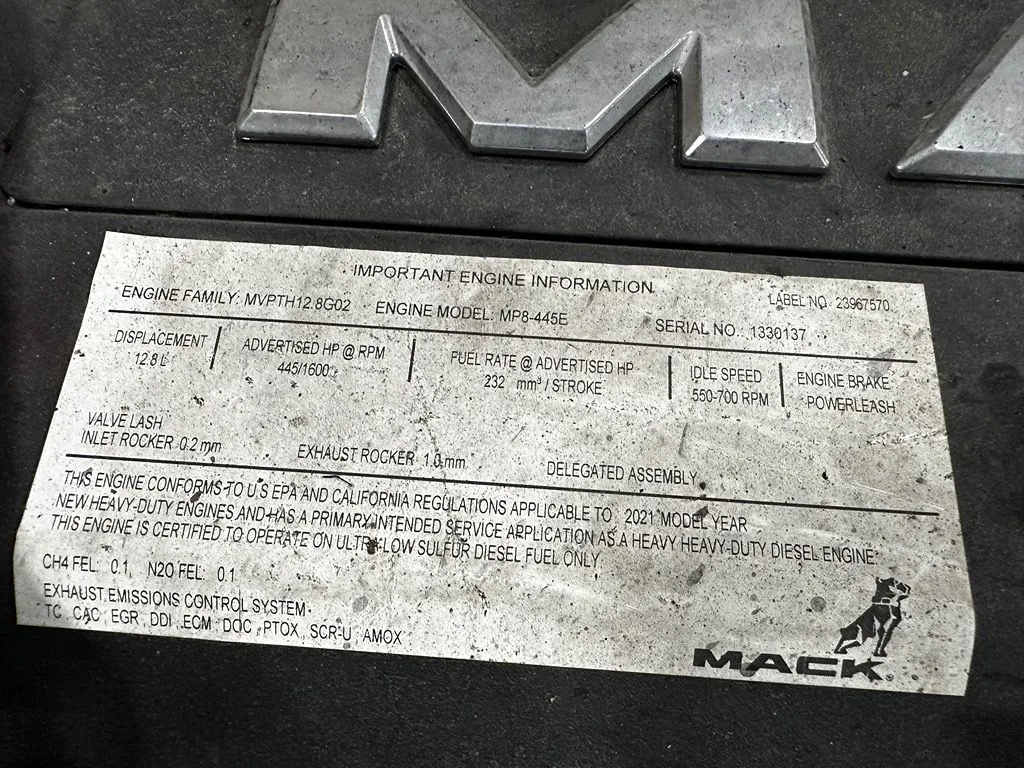 MA
IMPORTANT ENGINE INFORMATION
LABEL NO. 23967570
ENGINE FAMILY: MVPTH12.8G02 ENGINE MODEL: MP8-445E SERIAL NO. 1330137
DISPLACEMENT
12.8 L
ADVERTISED HP @ RPM
445/1600
FUEL RATE @ ADVERTISED HP
232 mm³ / STROKE
IDLE SPEED
550-700 RPM
ENGINE BRAKE
POWERLEASH
VALVE LASH
INLET ROCKER 0.2 mm EXHAUST ROCKER 1.0 mm DELEGATED ASSEMBLY
THIS ENGINE CONFORMS TO U.S EPA AND CALIFORNIA REGULATIONS APPLICABLE TO 2021 MODEL YEAR
NEW HEAVY-DUTY ENGINES AND HAS A PRIMARY INTENDED SERVICE APPLICATION AS A HEAVY HEAVY-DUTY DIESEL ENGINE.
THIS ENGINE IS CERTIFIED TO OPERATE ON ULTRA LOW SULFUR DIESEL FUEL ONLY
CH4 FEL: 0.1, N2O FEL: 0.1
EXHAUST EMISSIONS CONTROL SYSTEM
TC, CAC, EGR, DDI, ECM, DOC, PTOX, SCR-U, AMOX
MACK